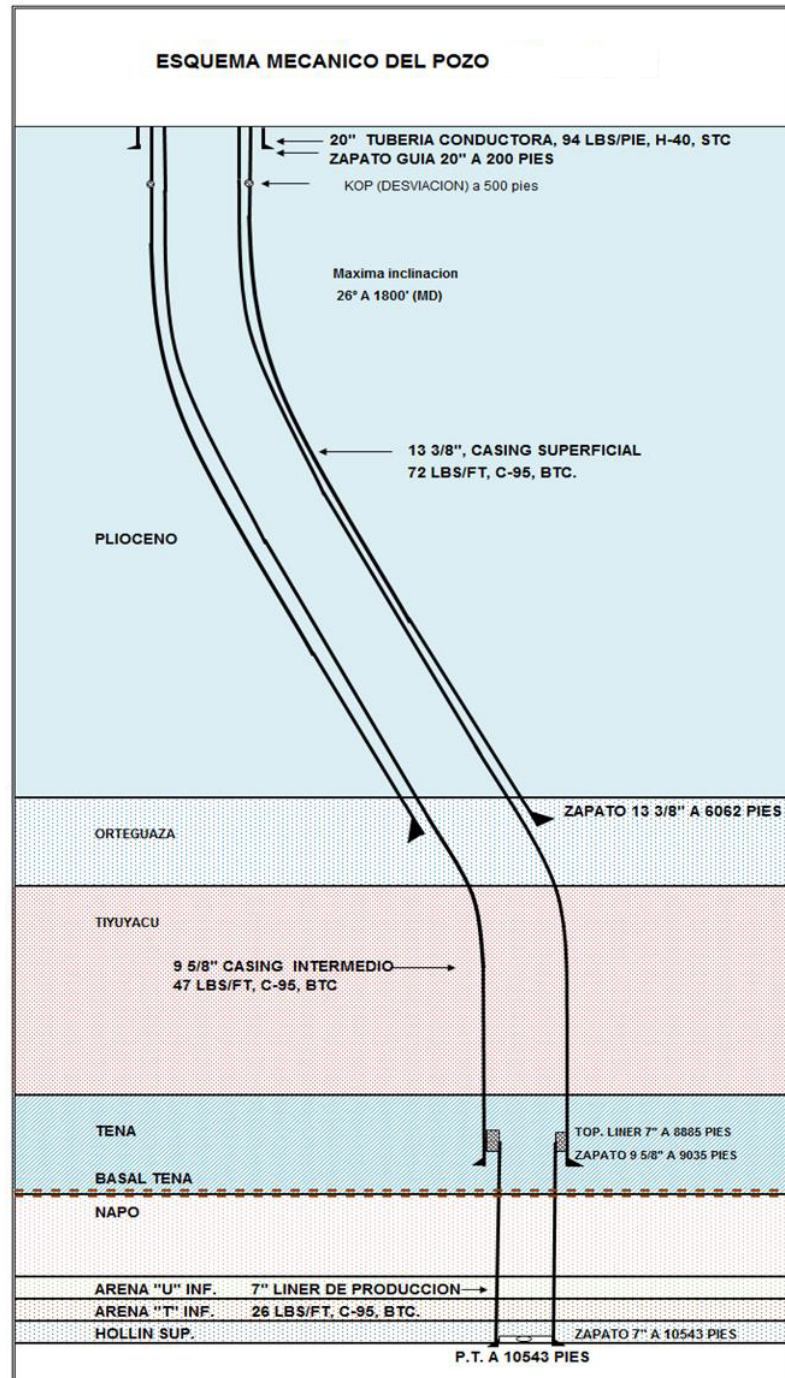 ESQUEMA MECANICO DEL POZO
20" TUBERIA CONDUCTORA, 94 LBS/PIE, H-40, STC
ZAPATO GUIA 20" A 200 PIES
KOP (DESVIACION) a 500 pies
Maxima inclinacion
26° A 1800' (MD)
13 3/8", CASING SUPERFICIAL
72 LBS/FT, C-95, BTC.
PLIOCENO
ZAPATO 13 3/8" A 6062 PIES
ORTEGUAZA
TIYUYACU
9 5/8" CASING INTERMEDIO
47 LBS/FT, C-95, BTC
TENA
TOP. LINER 7" A 8885 PIES
ZAPATO 9 5/8" A 9035 PIES
BASAL TENA
NAPO
ARENA "U" INF. 7" LINER DE PRODUCCION
ARENA "T" INF. 26 LBS/FT, C-95, BTC.
HOLLIN SUP. ZAPATO 7" A 10543 PIES
P.T. A 10543 PIES